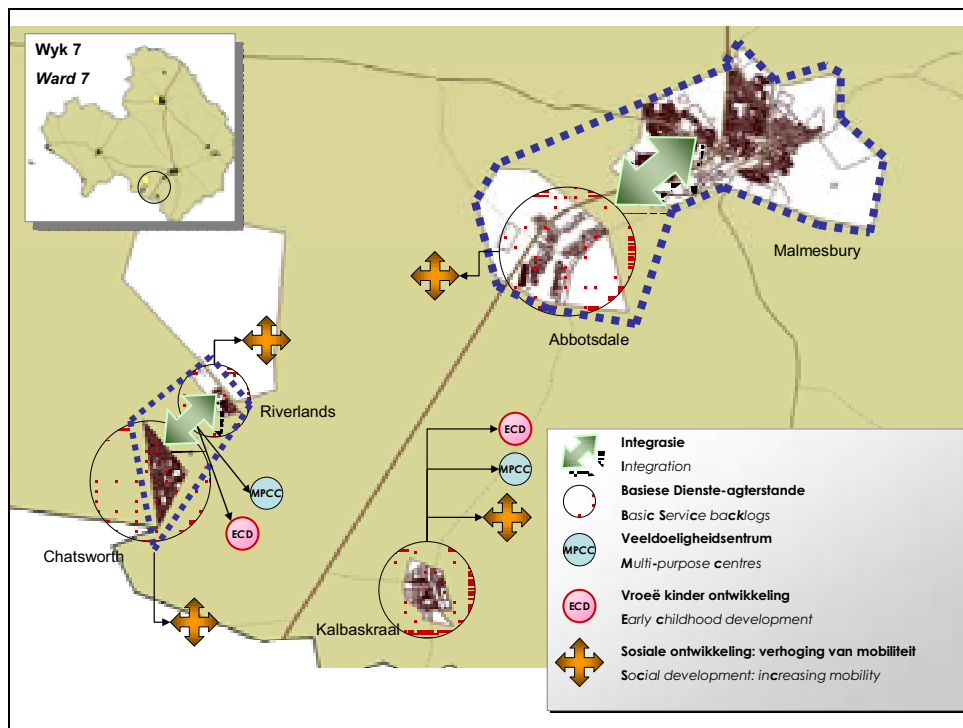 Wyk 7
Ward 7
Malmesbury
Abbotsdale
Riverlands
ECD
MPCC
MPCC
ECD
Chatsworth
Kalbaskraal
Integrasie
Integration
Basiese Dienste-agterstande
Basic Service backlogs
MPCC
Veeldoeligheidsentrum
Multi-purpose centres
ECD
Vroeë kinder ontwikkeling
Early childhood development
Sosiale ontwikkeling: verhoging van mobiliteit
Social development: increasing mobility